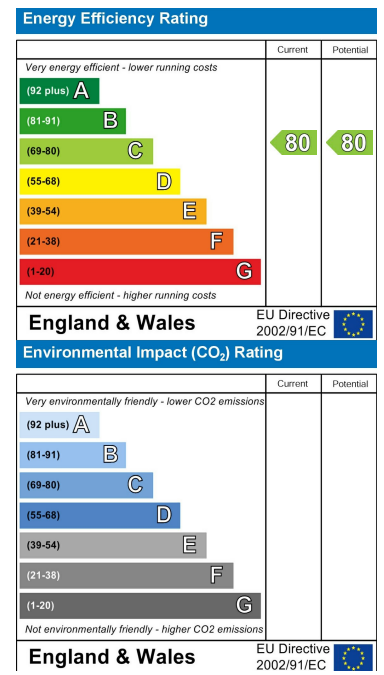 Energy Efficiency Rating
Current Potential
Very energy efficient - lower running costs
(92 plus) A
(81-91) B
(69-80) C
80 80
(55-68) D
(39-54) E
(21-38) F
(1-20) G
Not energy efficient - higher running costs
England & Wales
EU Directive
2002/91/EC
Environmental Impact (CO₂) Rating
Current Potential
Very environmentally friendly - lower CO2 emissions
(92 plus) A
(81-91) B
(69-80) C
(55-68) D
(39-54) E
(21-38) F
(1-20) G
Not environmentally friendly - higher CO2 emissions
England & Wales
EU Directive
2002/91/EC